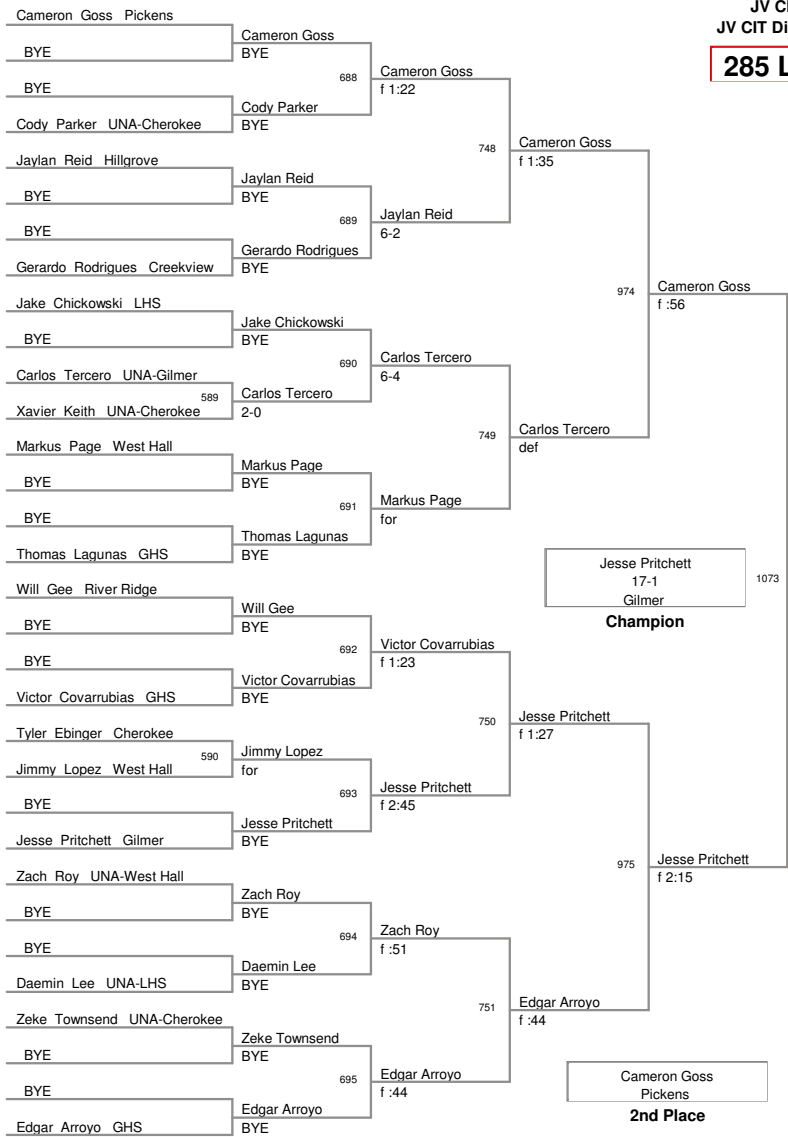 JV CI
JV CIT Di
285 L
Cameron Goss Pickens
BYE
BYE
Cody Parker UNA-Cherokee
Jaylan Reid Hillgrove
BYE
BYE
Gerardo Rodrigues Creekview
Jake Chickowski LHS
BYE
Carlos Tercero UNA-Gilmer
589
Xavier Keith UNA-Cherokee
Markus Page West Hall
BYE
BYE
Thomas Lagunas GHS
Will Gee River Ridge
BYE
BYE
Victor Covarrubias GHS
Tyler Ebinger Cherokee
590
Jimmy Lopez West Hall
BYE
Jesse Pritchett Gilmer
Zach Roy UNA-West Hall
BYE
BYE
Daemin Lee UNA-LHS
Zeke Townsend UNA-Cherokee
BYE
BYE
Edgar Arroyo GHS
Cameron Goss
BYE
688
Cody Parker
BYE
Jaylan Reid
BYE
689
Gerardo Rodrigues
BYE
Jake Chickowski
BYE
690
Carlos Tercero
2-0
Markus Page
BYE
691
Thomas Lagunas
BYE
Will Gee
BYE
692
Victor Covarrubias
BYE
Jimmy Lopez
for
693
Jesse Pritchett
BYE
Zach Roy
BYE
694
Daemin Lee
BYE
Zeke Townsend
BYE
695
Edgar Arroyo
BYE
Cameron Goss
f 1:22
748
Jaylan Reid
6-2
Carlos Tercero
6-4
749
Markus Page
for
Victor Covarrubias
f 1:23
750
Jesse Pritchett
f 2:45
Zach Roy
f :51
751
Edgar Arroyo
f :44
Cameron Goss
f 1:35
974
Carlos Tercero
def
Jesse Pritchett
f 1:27
975
Edgar Arroyo
f :44
Cameron Goss
f :56
1073
Jesse Pritchett
f 2:15
Jesse Pritchett
17-1
Gilmer
Champion
Cameron Goss
Pickens
2nd Place